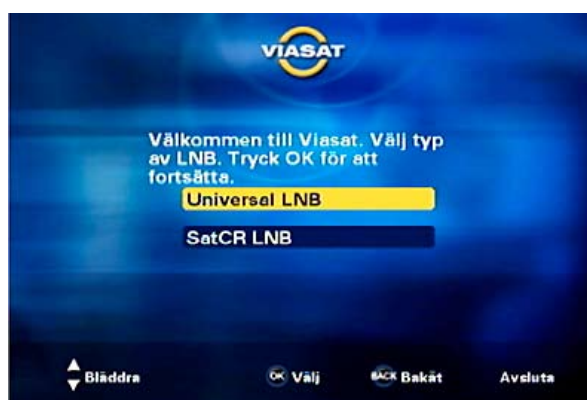 VIASAT
Välkommen till Viasat. Välj typ
av LNB. Tryck OK för att
fortsätta.
Universal LNB
SatCR LNB
Bläddra OK Välj BACK Bakåt Avsluta